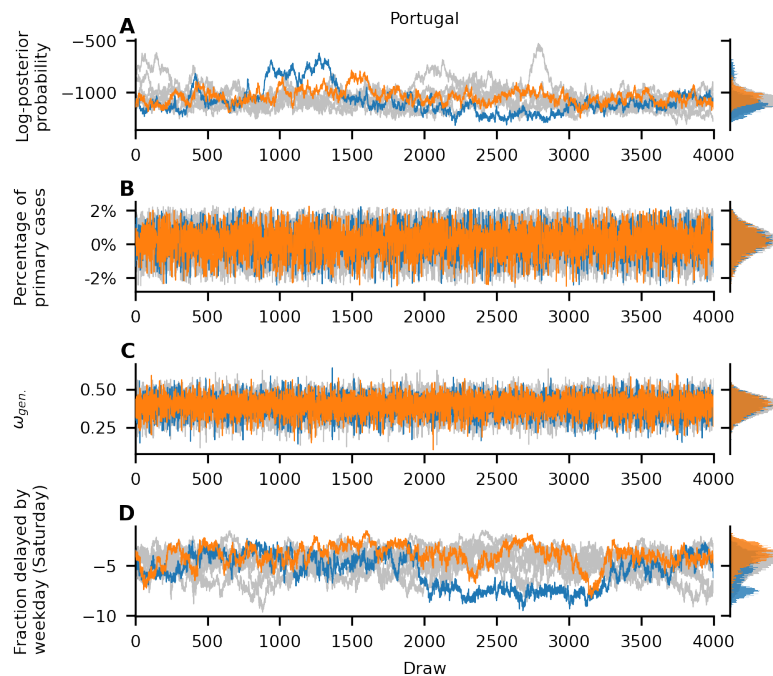 Portugal
A
Log-posterior
probability
−500
−1000
0 500 1000 1500 2000 2500 3000 3500 4000
B
Percentage of
primary cases
2%
0%
-2%
0 500 1000 1500 2000 2500 3000 3500 4000
C
ωgen.
0.50
0.25
0 500 1000 1500 2000 2500 3000 3500 4000
D
Fraction delayed by
weekday (Saturday)
−5
−10
0 500 1000 1500 2000 2500 3000 3500 4000
Draw